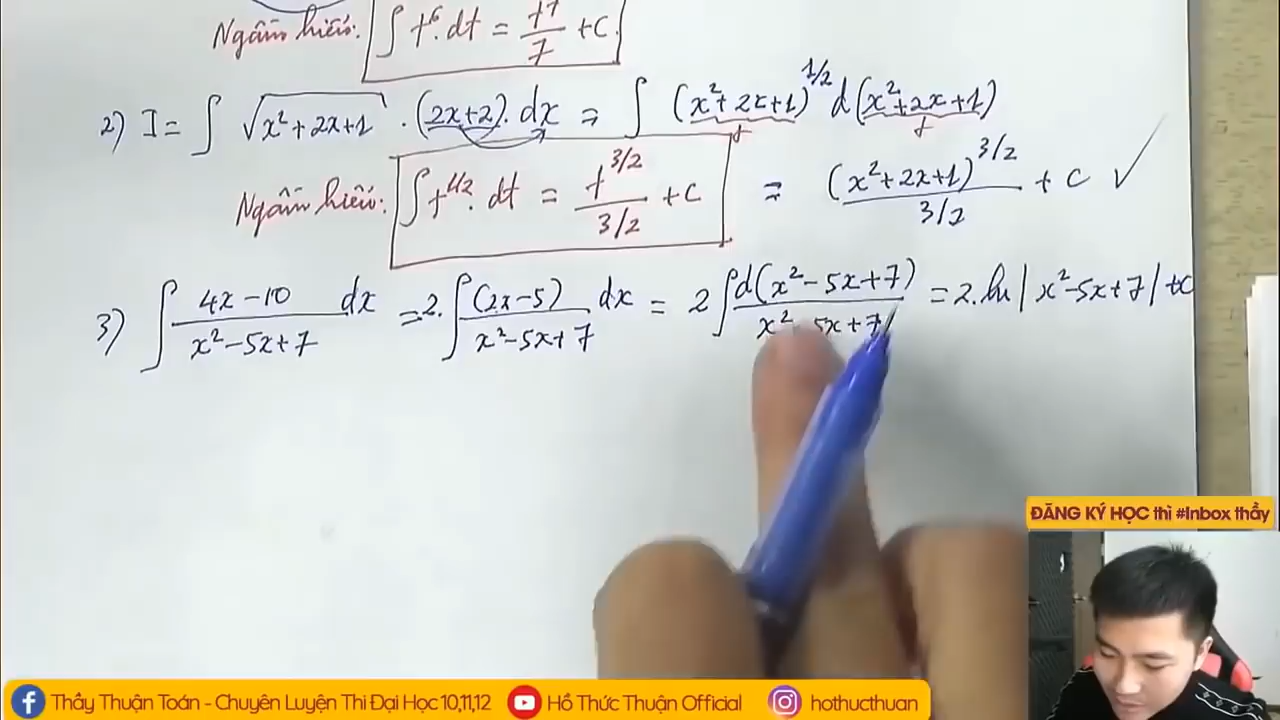 Ngầm hiểu: ∫ t⁶. dt = t⁷/7 + C.
2) I = ∫ √(x²+2x+1) . (2x+2). dx = ∫ (x²+2x+1)^1/2 d(x²+2x+1)
t t
Ngầm hiểu: ∫ t^1/2. dt = t^3/2 / 3/2 + C = (x²+2x+1)^3/2 / 3/2 + C ✓
3) ∫ 4x-10 / x²-5x+7 dx = 2. ∫ (2x-5) / x²-5x+7 dx = 2 ∫ d(x²-5x+7) / x²-5x+7 = 2. ln | x²-5x+7 | + C
ĐĂNG KÝ HỌC thì #Inbox thầy
Thầy Thuận Toán - Chuyên Luyện Thi Đại Học 10,11,12 Hồ Thức Thuận Official hothucthuan